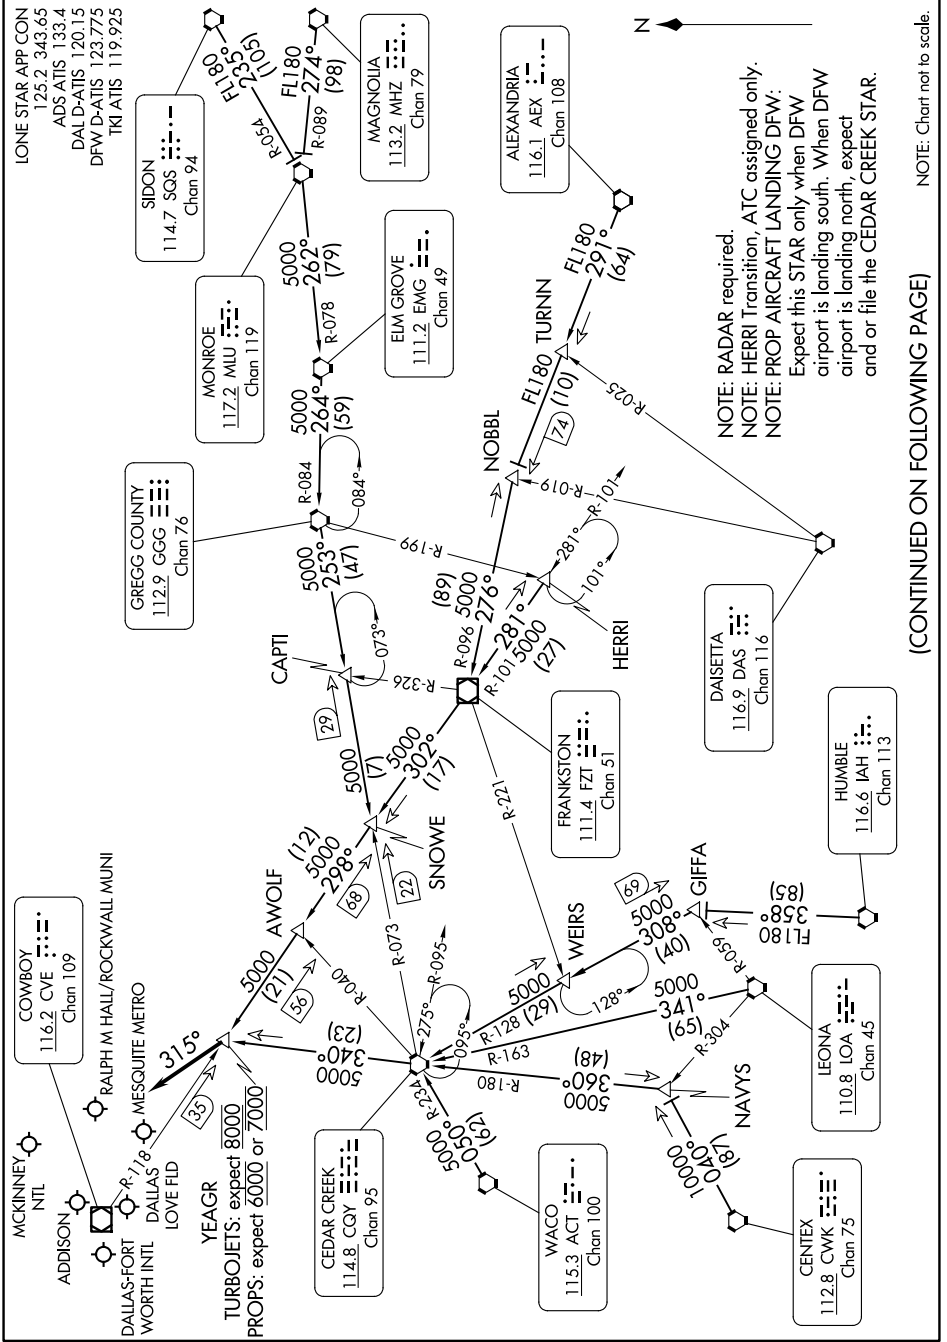 LONE STAR APP CON
125.2 343.65
ADS ATIS 133.4
DAL D-ATIS 120.15
DFW D-ATIS 123.775
TKI ATIS 119.925
SIDON
114.7 SQS
Chan 94
FL180
235°
(105)
R-054
FL180
274°
(98)
R-089
MAGNOLIA
113.2 MHZ
Chan 79
MONROE
117.2 MLU
Chan 119
5000
262°
(79)
R-078
ELM GROVE
111.2 EMG
Chan 49
ALEXANDRIA
116.1 AEX
Chan 108
FL180
291°
(64)
N
GREGG COUNTY
112.9 GGG
Chan 76
5000
264°
(59)
R-084
084°
TURNN
FL180
(10)
74
NOBBL
R-025
R-019
5000
253°
(47)
R-199
CAPTI
073°
R-326
29
5000
(7)
(89)
5000
276°
R-096
R-101
281°
5000
(27)
281°
101°
R-101
HERRI
DAISETTA
116.9 DAS
Chan 116
FRANKSTON
111.4 FZT
Chan 51
5000
302°
(17)
R-221
SNOWE
22
(12)
5000
298°
68
AWOLF
5000
(21)
56
R-073
R-040
R-095
275°
095°
COWBOY
116.2 CVE
Chan 109
RALPH M HALL/ROCKWALL MUNI
MESQUITE METRO
MCKINNEY
NTL
ADDISON
DALLAS-FORT
WORTH INTL
DALLAS
LOVE FLD
R-118
35
315°
YEAGR
TURBOJETS: expect 8000
PROPS: expect 6000 or 7000
5000
340°
(23)
CEDAR CREEK
114.8 CQY
Chan 95
WACO
115.3 ACT
Chan 100
5000
050°
(62)
R-234
5000
(29)
R-128
128°
WEIRS
5000
308°
(40)
69
GIFFA
R-163
5000
341°
(65)
R-180
5000
360°
(48)
NAVYS
R-304
R-059
10000
040°
(87)
CENTEX
112.8 CWK
Chan 75
LEONA
110.8 LOA
Chan 45
FL180
358°
(85)
HUMBLE
116.6 IAH
Chan 113
NOTE: RADAR required.
NOTE: HERRI Transition, ATC assigned only.
NOTE: PROP AIRCRAFT LANDING DFW:
Expect this STAR only when DFW
airport is landing south. When DFW
airport is landing north, expect
and or file the CEDAR CREEK STAR.
(CONTINUED ON FOLLOWING PAGE)
NOTE: Chart not to scale.